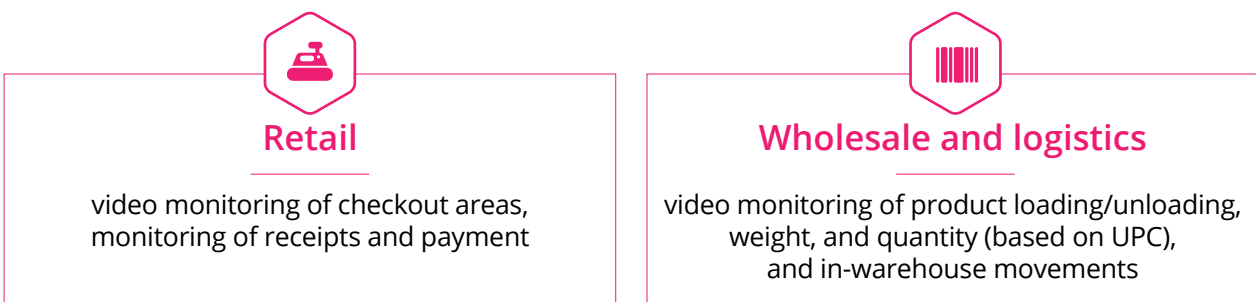 Retail
video monitoring of checkout areas,
monitoring of receipts and payment
Wholesale and logistics
video monitoring of product loading/unloading,
weight, and quantity (based on UPC),
and in-warehouse movements